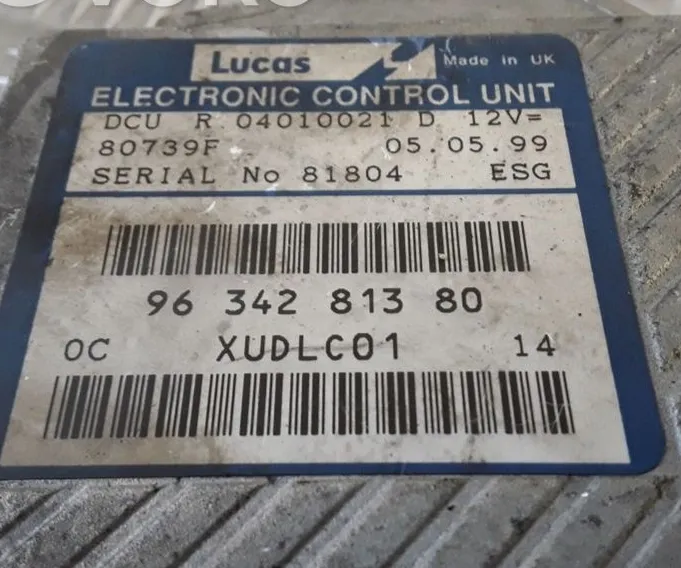 Lucas Made in UK
ELECTRONIC CONTROL UNIT
DCU R 04010021 D 12V=
80739F 05.05.99
SERIAL No 81804 ESG
96 342 813 80
OC XUDLC01 14